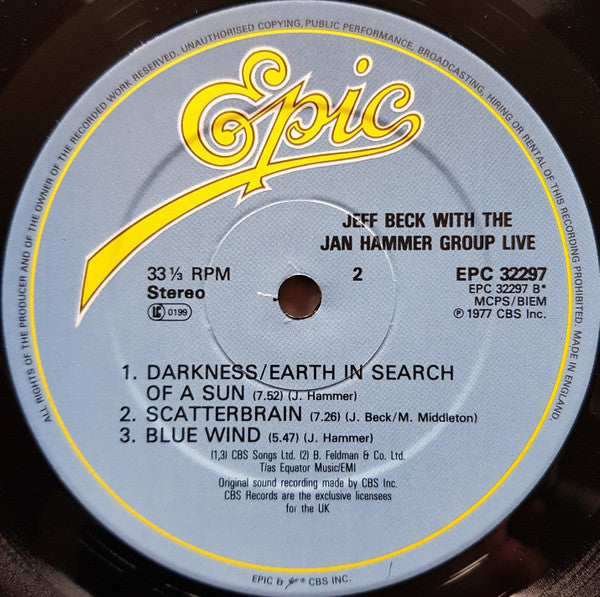 ALL RIGHTS OF THE PRODUCER AND OF THE OWNER OF THE RECORDED WORK RESERVED. UNAUTHORISED COPYING, PUBLIC PERFORMANCE, BROADCASTING, HIRING OR RENTAL OF THIS RECORDING PROHIBITED. MADE IN ENGLAND.
Epic
JEFF BECK WITH THE
JAN HAMMER GROUP LIVE
33 ⅓ RPM
Stereo
LC 0199
2
EPC 32297
EPC 32297 B*
MCPS/BIEM
℗ 1977 CBS Inc.
1. DARKNESS/EARTH IN SEARCH
OF A SUN (7.52) (J. Hammer)
2. SCATTERBRAIN (7.26) (J. Beck/M. Middleton)
3. BLUE WIND (5.47) (J. Hammer)
(1,3) CBS Songs Ltd. (2) B. Feldman & Co. Ltd.
T/as Equator Music/EMI
Original sound recording made by CBS Inc.
CBS Records are the exclusive licensees
for the UK
EPIC & Epic CBS INC.